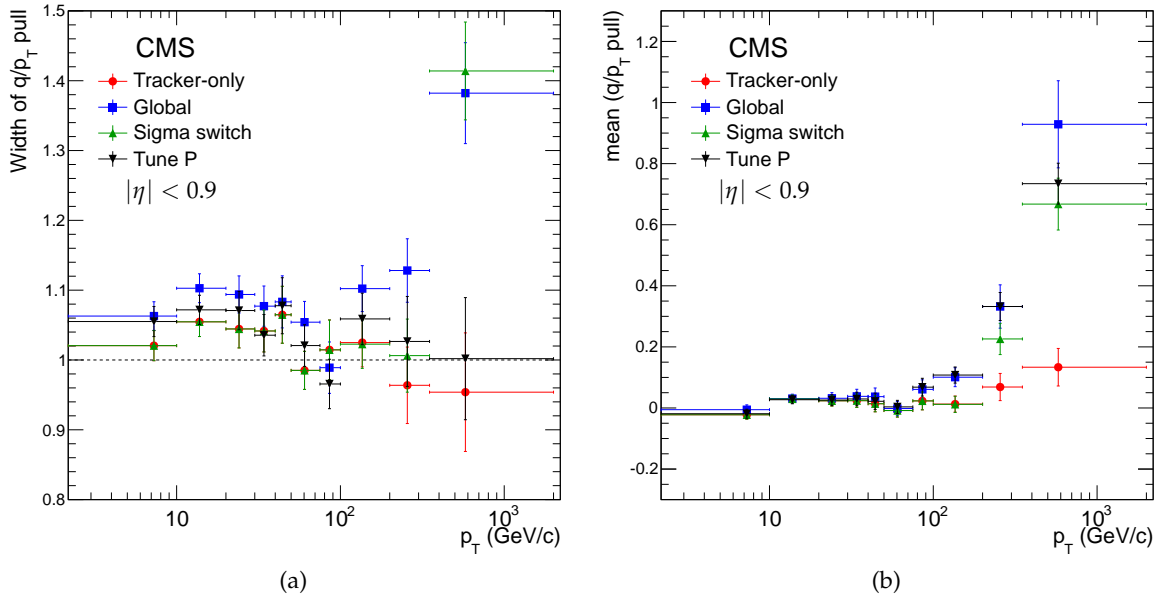 Width of q/p_T pull
1.5
1.4
1.3
1.2
1.1
1
0.9
0.8
CMS
Tracker-only
Global
Sigma switch
Tune P
|η| < 0.9
10
10²
10³
p_T (GeV/c)
(a)
mean (q/p_T pull)
1.2
1
0.8
0.6
0.4
0.2
0
-0.2
CMS
Tracker-only
Global
Sigma switch
Tune P
|η| < 0.9
10
10²
10³
p_T (GeV/c)
(b)